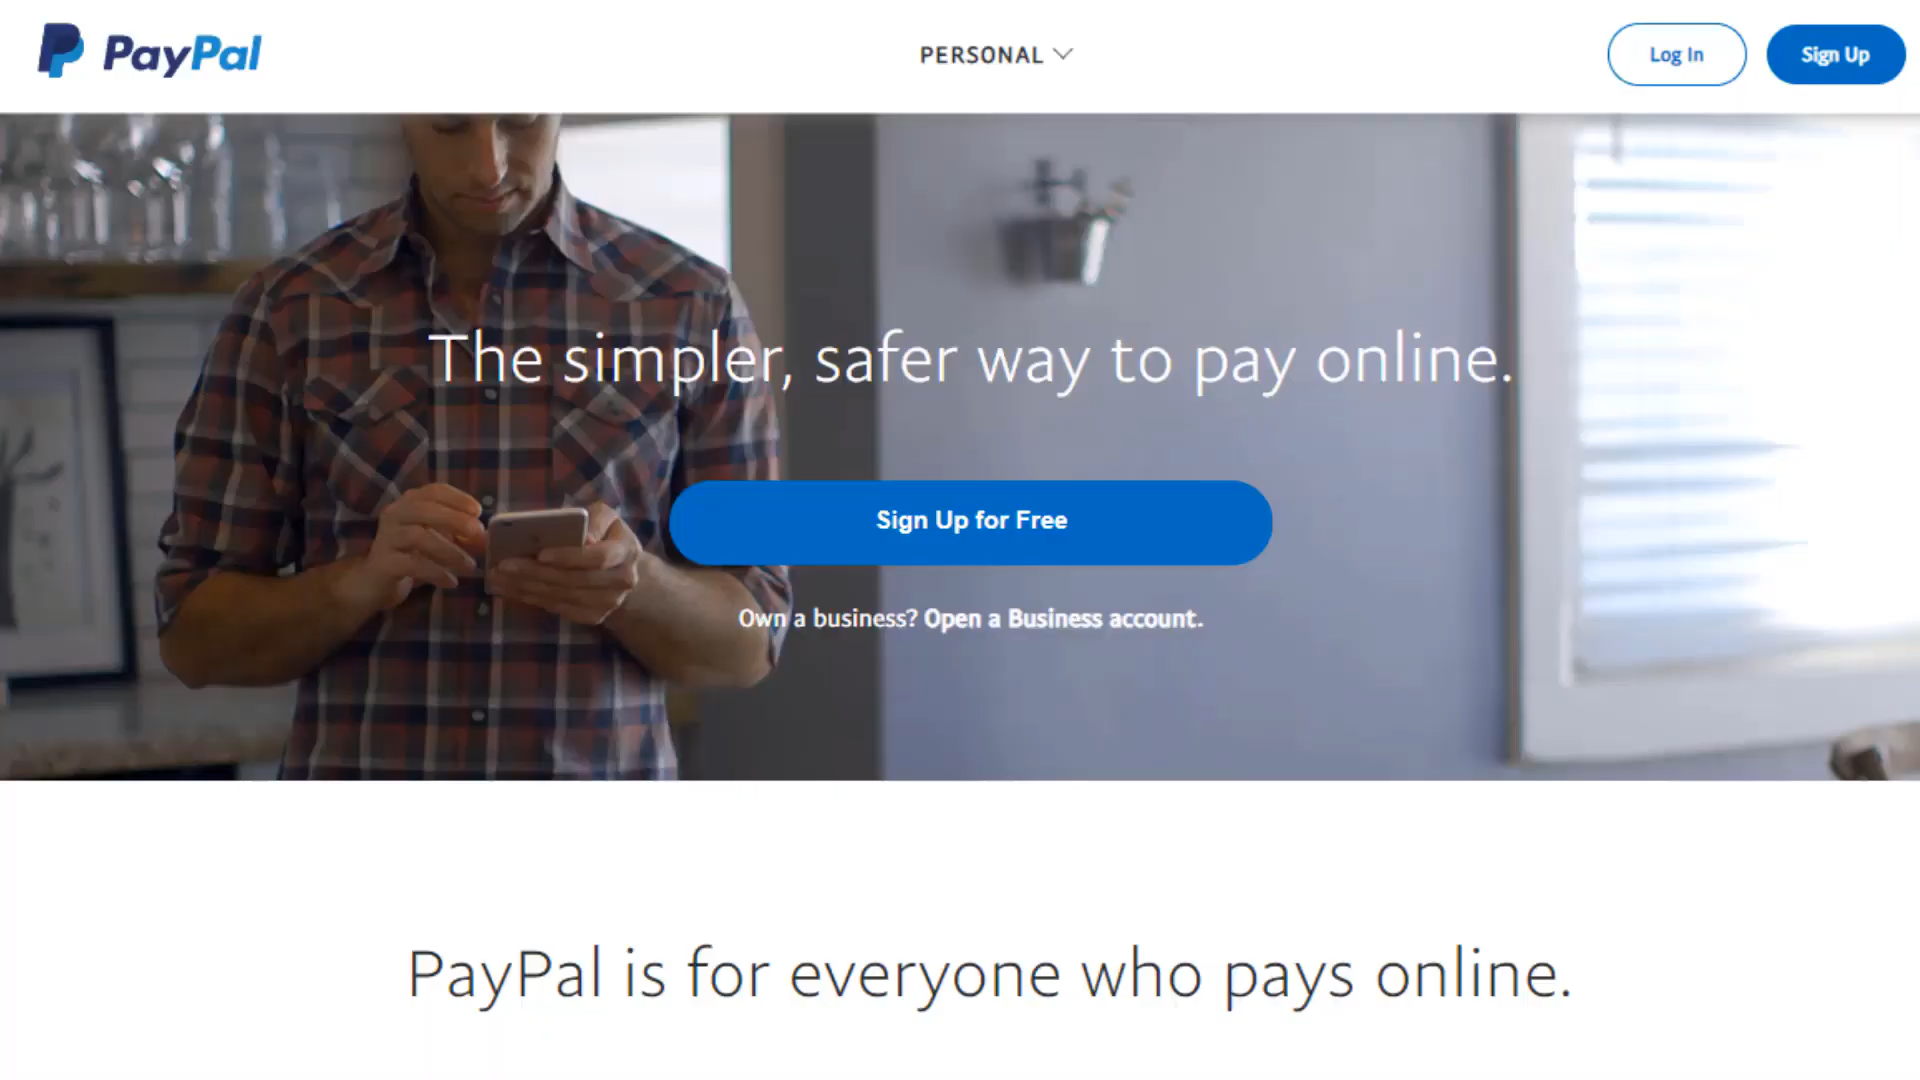 PayPal
PERSONAL
Log In
Sign Up
The simpler, safer way to pay online.
Sign Up for Free
Own a business? Open a Business account.
PayPal is for everyone who pays online.